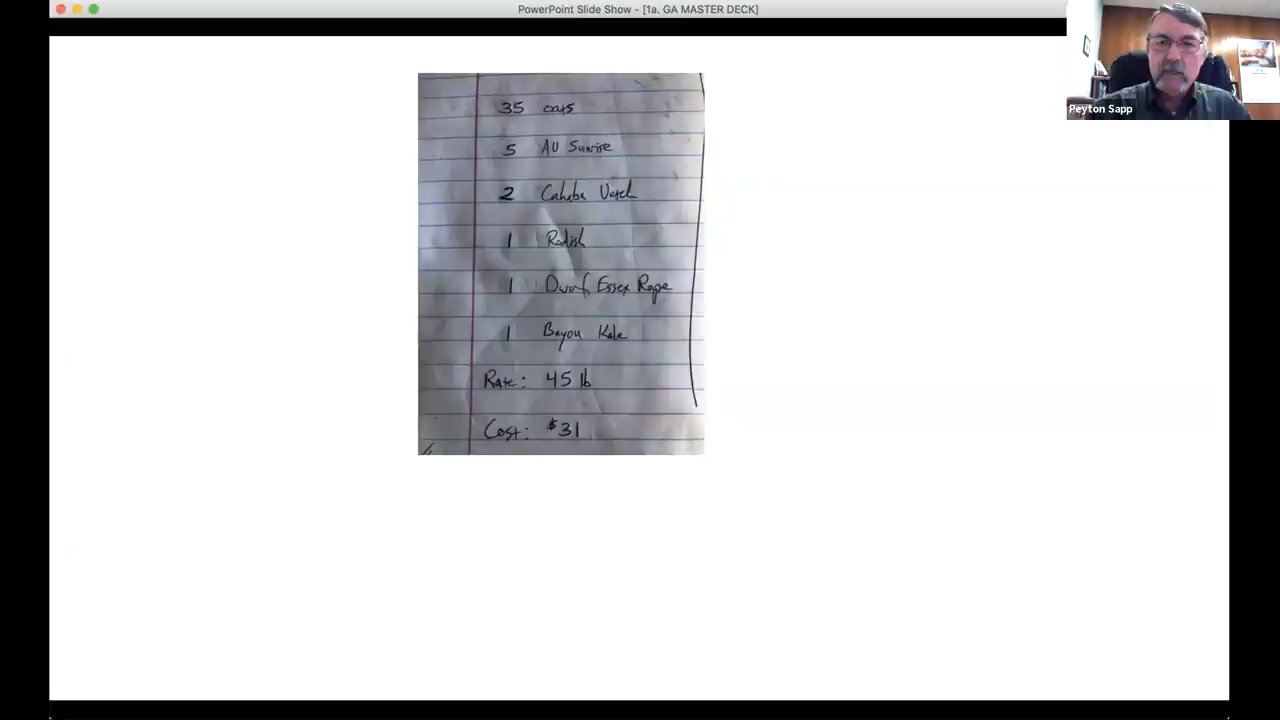 PowerPoint Slide Show - [1a. GA MASTER DECK]
Peyton Sapp
35 oats
5 AU Sunrise
2 Cahaba Vetch
1 Radish
1 Dwarf Essex Rape
1 Bayou Kale
Rate: 45 lb
Cost: $31